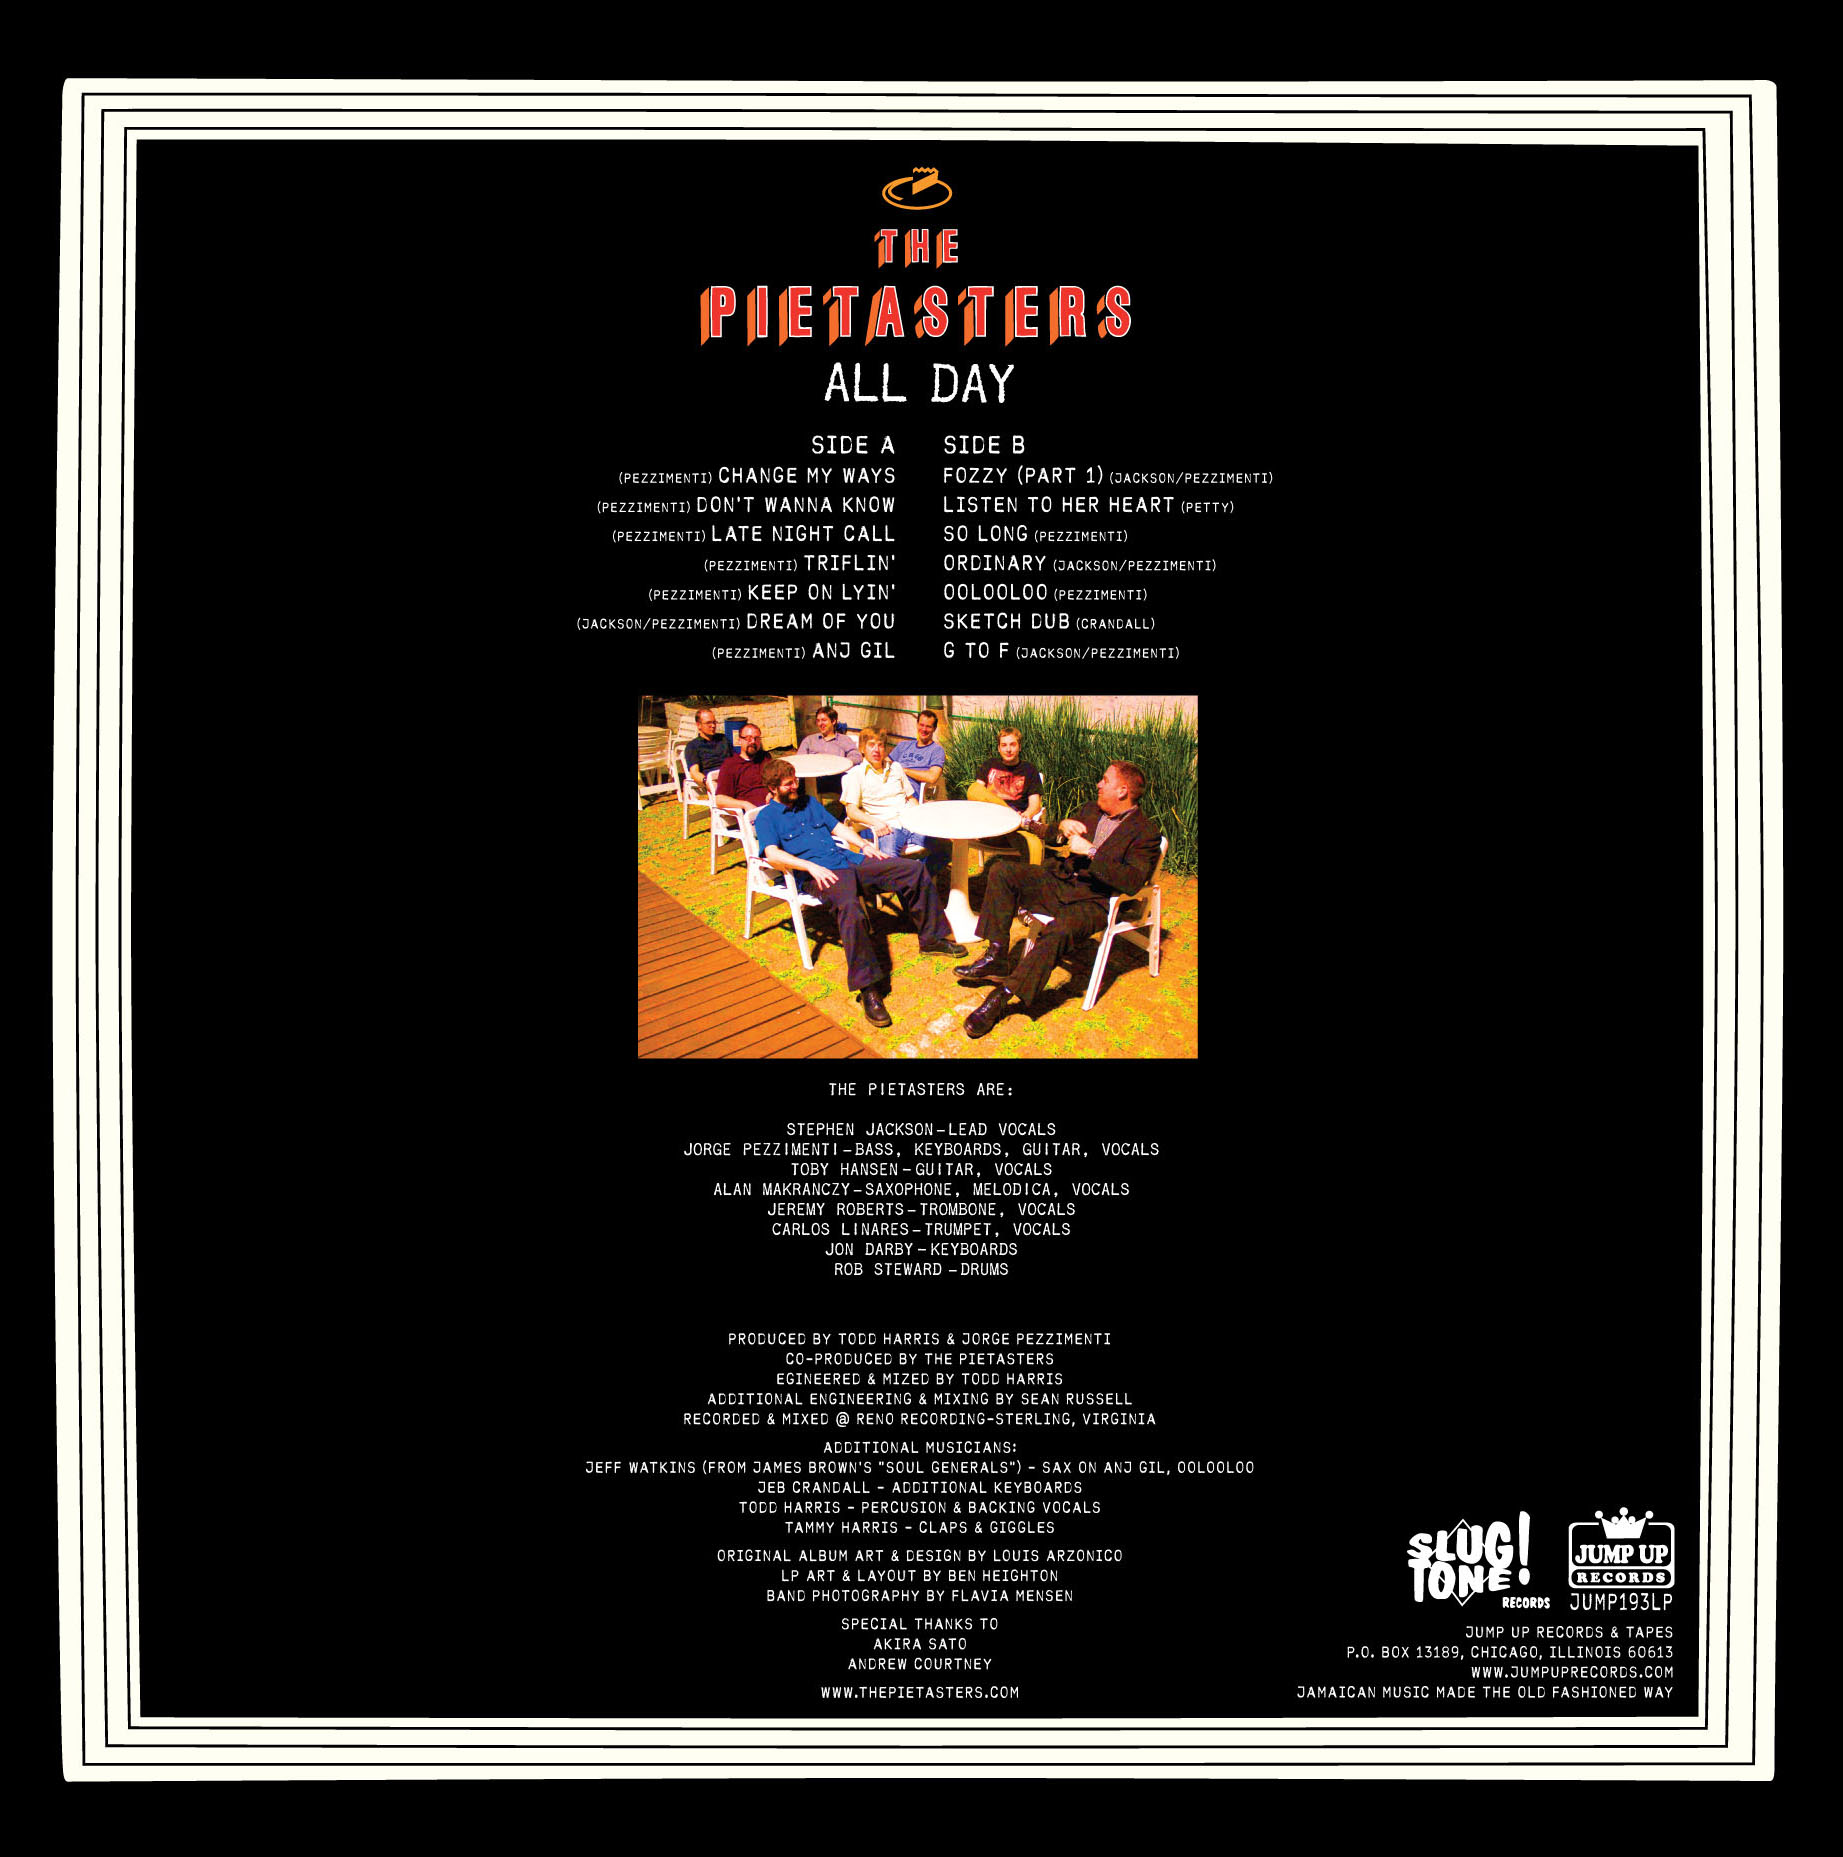 THE
PIETASTERS
ALL DAY
SIDE A
(PEZZIMENTI) CHANGE MY WAYS
(PEZZIMENTI) DON'T WANNA KNOW
(PEZZIMENTI) LATE NIGHT CALL
(PEZZIMENTI) TRIFLIN'
(PEZZIMENTI) KEEP ON LYIN'
(JACKSON/PEZZIMENTI) DREAM OF YOU
(PEZZIMENTI) ANJ GIL
SIDE B
FOZZY (PART 1) (JACKSON/PEZZIMENTI)
LISTEN TO HER HEART (PETTY)
SO LONG (PEZZIMENTI)
ORDINARY (JACKSON/PEZZIMENTI)
OOLOOLOO (PEZZIMENTI)
SKETCH DUB (CRANDALL)
G TO F (JACKSON/PEZZIMENTI)
THE PIETASTERS ARE:
STEPHEN JACKSON-LEAD VOCALS
JORGE PEZZIMENTI-BASS, KEYBOARDS, GUITAR, VOCALS
TOBY HANSEN-GUITAR, VOCALS
ALAN MAKRANCZY-SAXOPHONE, MELODICA, VOCALS
JEREMY ROBERTS-TROMBONE, VOCALS
CARLOS LINARES-TRUMPET, VOCALS
JON DARBY-KEYBOARDS
ROB STEWARD -DRUMS
PRODUCED BY TODD HARRIS & JORGE PEZZIMENTI
CO-PRODUCED BY THE PIETASTERS
EGINEERED & MIZED BY TODD HARRIS
ADDITIONAL ENGINEERING & MIXING BY SEAN RUSSELL
RECORDED & MIXED @ RENO RECORDING-STERLING, VIRGINIA
ADDITIONAL MUSICIANS:
JEFF WATKINS (FROM JAMES BROWN'S "SOUL GENERALS") - SAX ON ANJ GIL, OOLOOLOO
JEB CRANDALL - ADDITIONAL KEYBOARDS
TODD HARRIS - PERCUSION & BACKING VOCALS
TAMMY HARRIS - CLAPS & GIGGLES
ORIGINAL ALBUM ART & DESIGN BY LOUIS ARZONICO
LP ART & LAYOUT BY BEN HEIGHTON
BAND PHOTOGRAPHY BY FLAVIA MENSEN
SPECIAL THANKS TO
AKIRA SATO
ANDREW COURTNEY
WWW.THEPIETASTERS.COM
SLUG!
TONE!
RECORDS
JUMP UP
RECORDS
JUMP193LP
JUMP UP RECORDS & TAPES
P.O. BOX 13189, CHICAGO, ILLINOIS 60613
WWW.JUMPUPRECORDS.COM
JAMAICAN MUSIC MADE THE OLD FASHIONED WAY